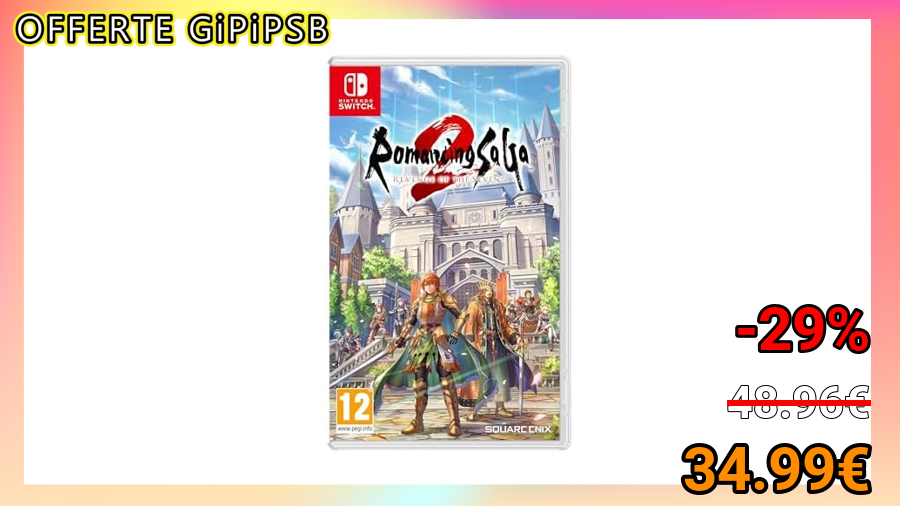 OFFERTE GiPiPSB
NINTENDO
SWITCH.
Romancing SaGa
2
REVENGE OF THE SEVEN
-29%
48.96€
34.99€
12
www.pegi.info
SQUARE ENIX